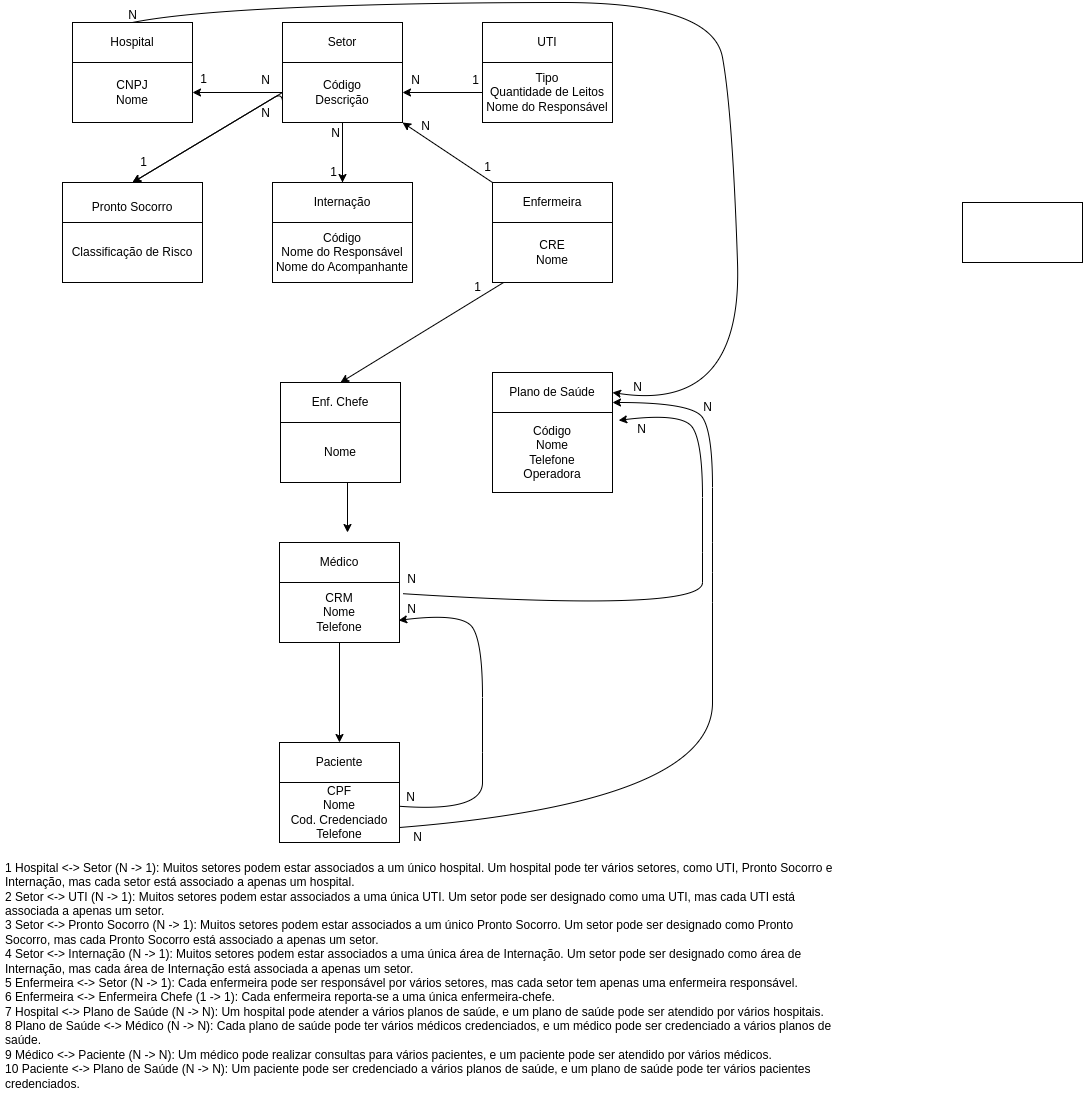 N
Hospital
Setor
UTI
CNPJ
Nome
1
N
Código
Descrição
N
1
Tipo
Quantidade de Leitos
Nome do Responsável
N
N
N
1
1
1
Pronto Socorro
Internação
Enfermeira
Classificação de Risco
Código
Nome do Responsável
Nome do Acompanhante
CRE
Nome
1
Enf. Chefe
Plano de Saúde
N
N
N
Nome
Código
Nome
Telefone
Operadora
Médico
N
CRM
Nome
Telefone
N
Paciente
CPF
Nome
Cod. Credenciado
Telefone
N
N
1 Hospital <-> Setor (N -> 1): Muitos setores podem estar associados a um único hospital. Um hospital pode ter vários setores, como UTI, Pronto Socorro e
Internação, mas cada setor está associado a apenas um hospital.
2 Setor <-> UTI (N -> 1): Muitos setores podem estar associados a uma única UTI. Um setor pode ser designado como uma UTI, mas cada UTI está
associada a apenas um setor.
3 Setor <-> Pronto Socorro (N -> 1): Muitos setores podem estar associados a um único Pronto Socorro. Um setor pode ser designado como Pronto
Socorro, mas cada Pronto Socorro está associado a apenas um setor.
4 Setor <-> Internação (N -> 1): Muitos setores podem estar associados a uma única área de Internação. Um setor pode ser designado como área de
Internação, mas cada área de Internação está associada a apenas um setor.
5 Enfermeira <-> Setor (N -> 1): Cada enfermeira pode ser responsável por vários setores, mas cada setor tem apenas uma enfermeira responsável.
6 Enfermeira <-> Enfermeira Chefe (1 -> 1): Cada enfermeira reporta-se a uma única enfermeira-chefe.
7 Hospital <-> Plano de Saúde (N -> N): Um hospital pode atender a vários planos de saúde, e um plano de saúde pode ser atendido por vários hospitais.
8 Plano de Saúde <-> Médico (N -> N): Cada plano de saúde pode ter vários médicos credenciados, e um médico pode ser credenciado a vários planos de
saúde.
9 Médico <-> Paciente (N -> N): Um médico pode realizar consultas para vários pacientes, e um paciente pode ser atendido por vários médicos.
10 Paciente <-> Plano de Saúde (N -> N): Um paciente pode ser credenciado a vários planos de saúde, e um plano de saúde pode ter vários pacientes
credenciados.